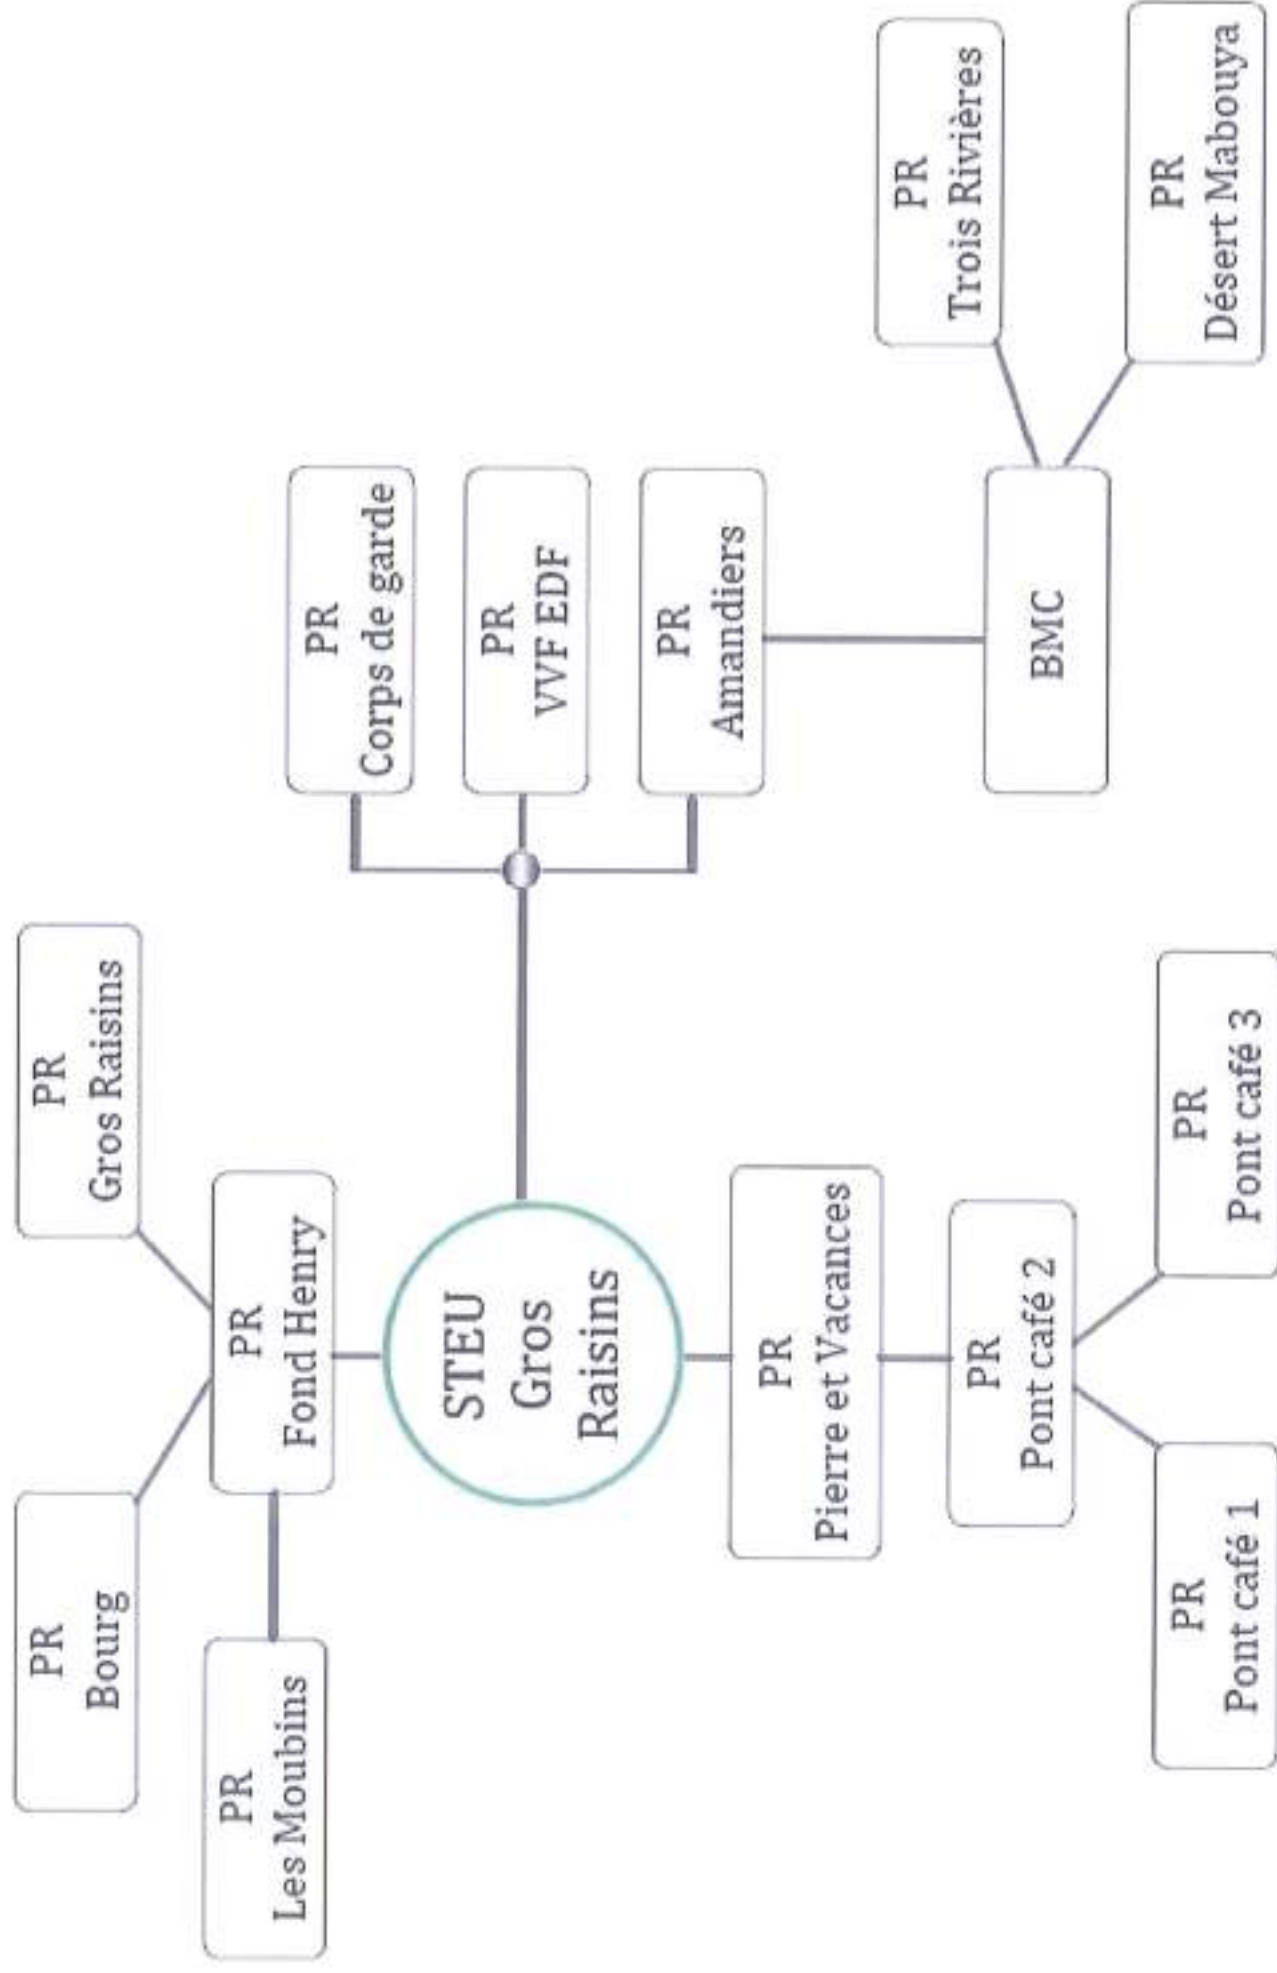 PR
Bourg
PR
Gros Raisins
PR
Les Moubins
PR
Fond Henry
PR
Corps de garde
STEU
Gros
Raisins
PR
VVF EDF
PR
Amandiers
PR
Pierre et Vacances
PR
Trois Rivières
PR
Pont café 2
BMC
PR
Pont café 1
PR
Pont café 3
PR
Désert Mabouya